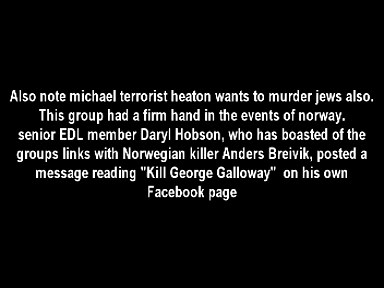 Also note michael terrorist heaton wants to murder jews also.
This group had a firm hand in the events of norway.
senior EDL member Daryl Hobson, who has boasted of the
groups links with Norwegian killer Anders Breivik, posted a
message reading "Kill George Galloway"  on his own
Facebook page